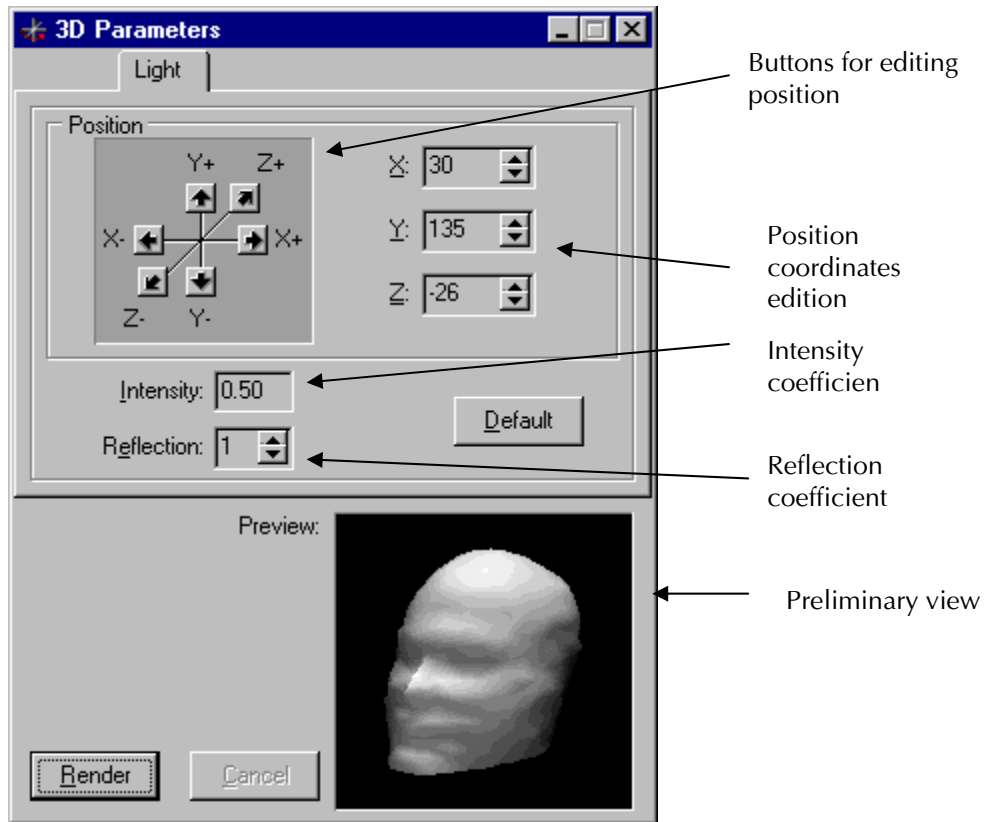 3D Parameters
Light
Buttons for editing
position
Position
Y+ Z+
X- X+
Z- Y-
X: 30
Y: 135
Z: -26
Position
coordinates
edition
Intensity: 0.50
Intensity
coefficien
Default
Reflection: 1
Reflection
coefficient
Preview:
Preliminary view
Render
Cancel